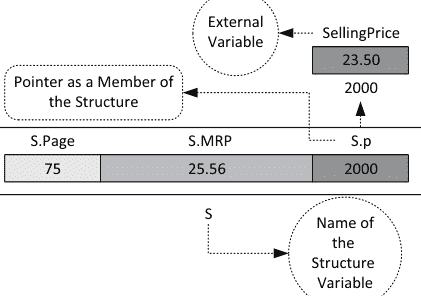 External
Variable
SellingPrice
23.50
2000
Pointer as a Member of
the Structure
S.Page
S.MRP
S.p
75
25.56
2000
S
Name of
the
Structure
Variable